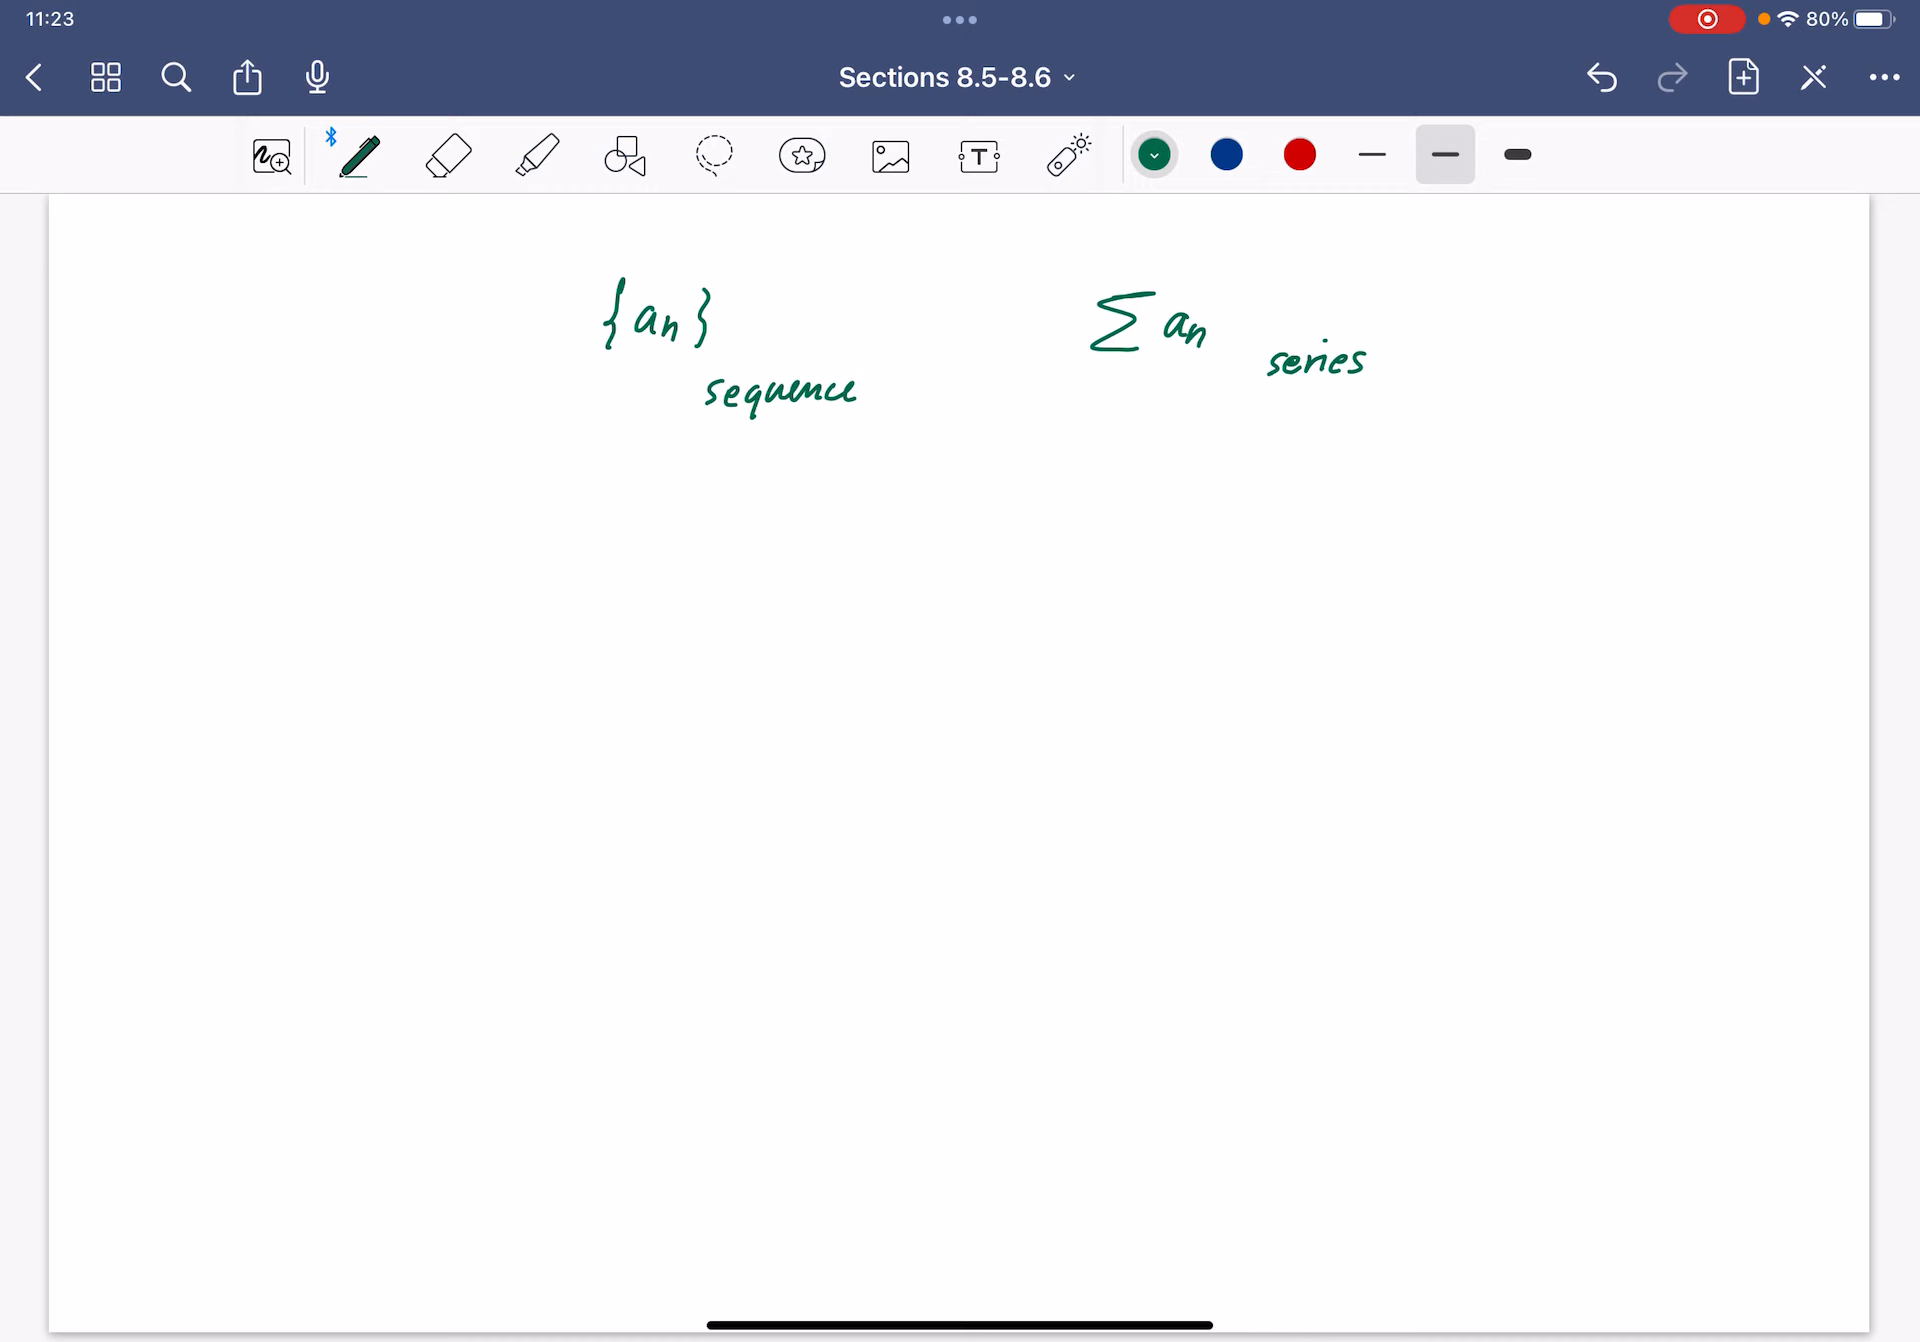 11:23
80%
Sections 8.5-8.6
T
{an} ∑ an
series
sequence